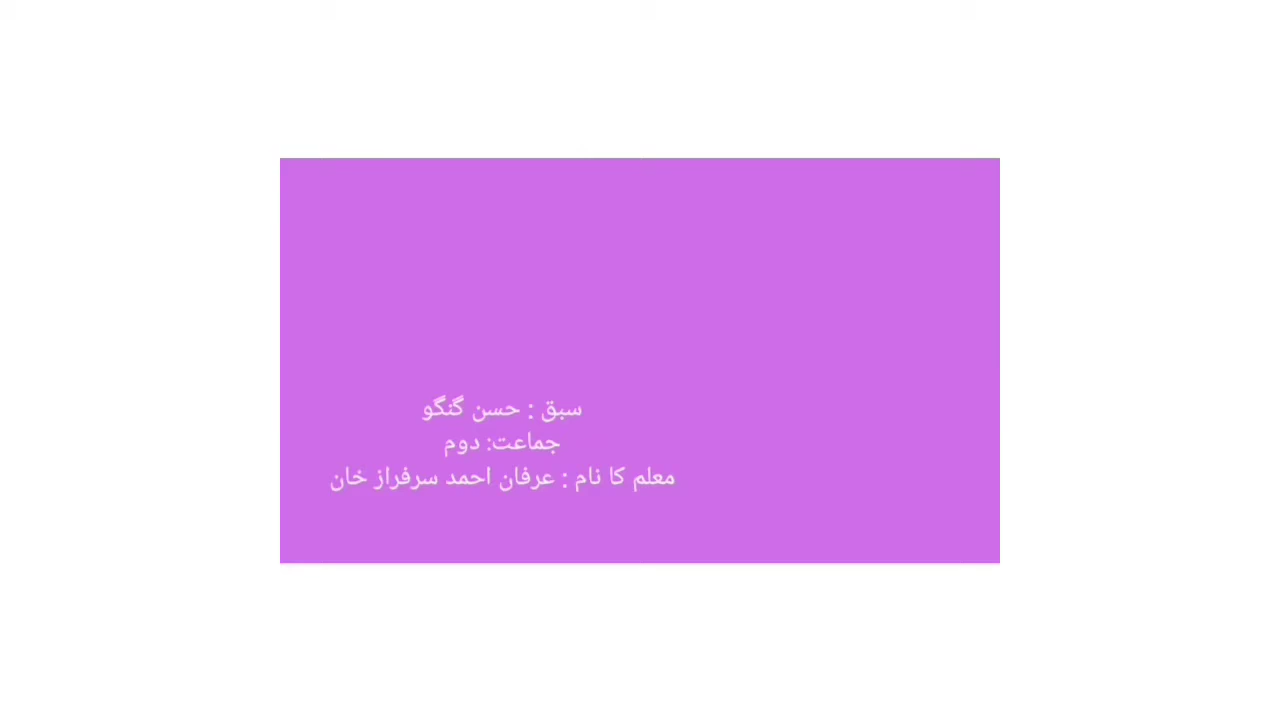 سبق : حسن گنگو
جماعت: دوم
معلم کا نام : عرفان احمد سرفراز خان